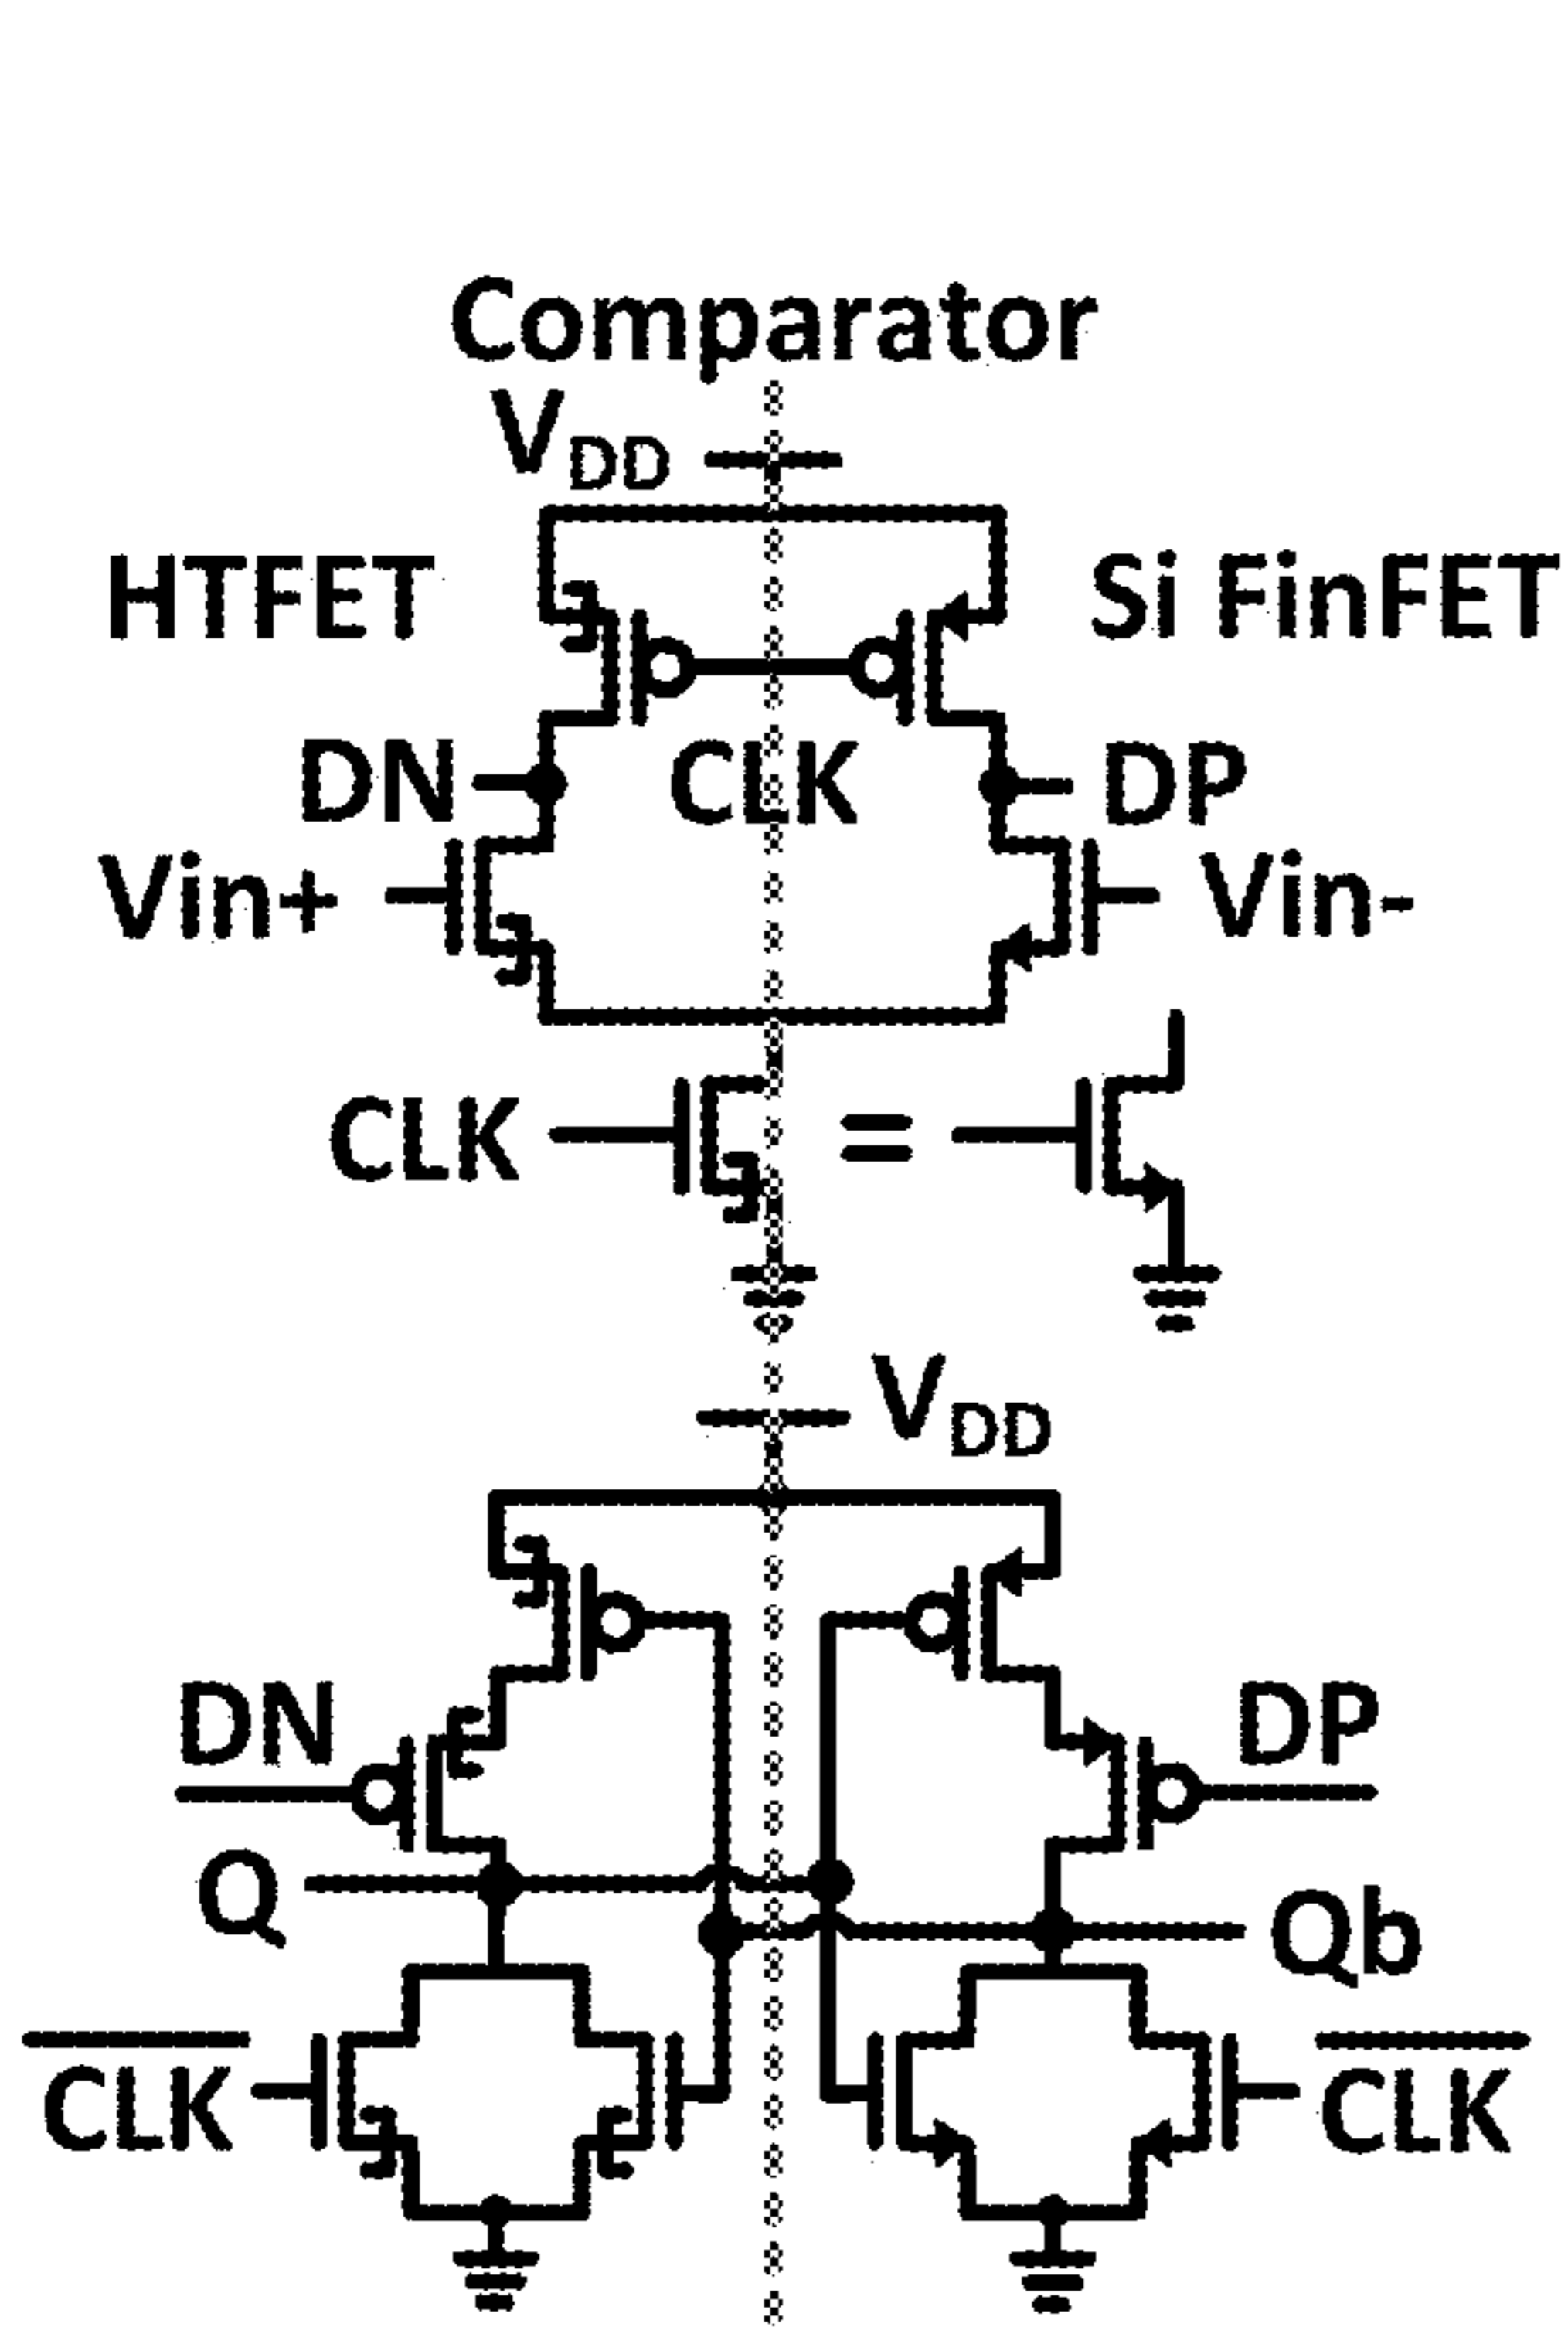 Comparator
VDD
HTFET
Si FinFET
DN
CLK
DP
Vin+
Vin-
CLK
=
VDD
DN
DP
Q
Qb
CLK
CLK